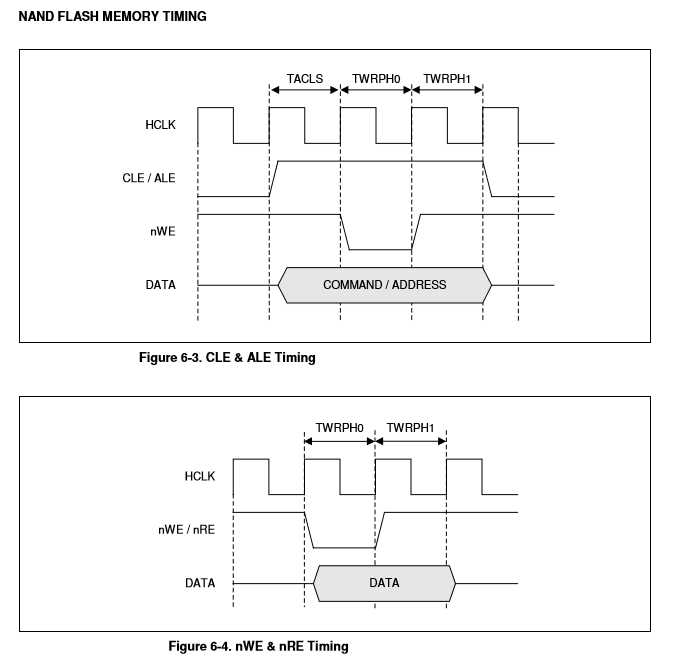 NAND FLASH MEMORY TIMING
TACLS TWRPH0 TWRPH1
HCLK
CLE / ALE
nWE
DATA COMMAND / ADDRESS
Figure 6-3. CLE & ALE Timing
TWRPH0 TWRPH1
HCLK
nWE / nRE
DATA DATA
Figure 6-4. nWE & nRE Timing